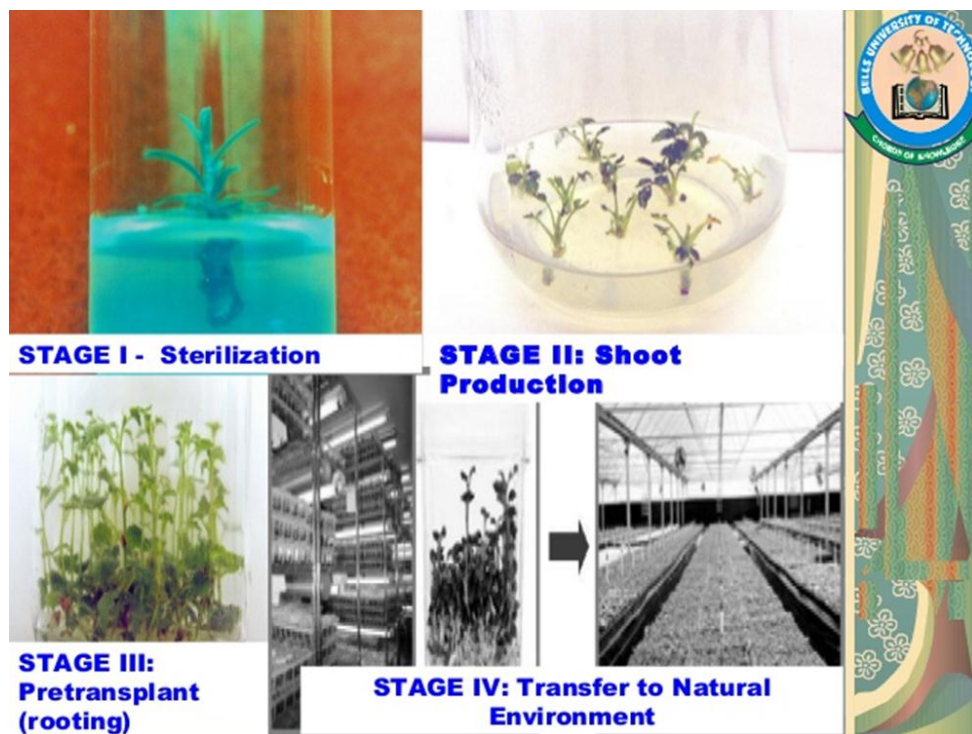 BELLS UNIVERSITY OF TECHNOLOGY
STAGE I - Sterilization
STAGE II: Shoot
Production
STAGE III:
Pretransplant
(rooting)
STAGE IV: Transfer to Natural
Environment